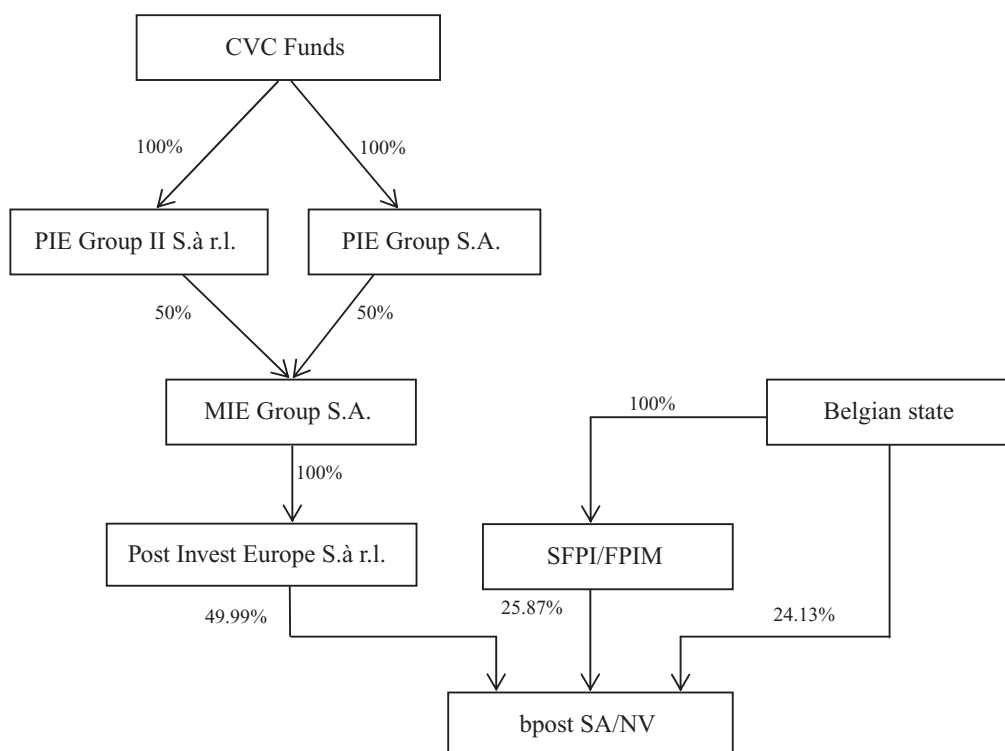 CVC Funds
100%
100%
PIE Group II S.à r.l.
PIE Group S.A.
50%
50%
MIE Group S.A.
100%
Belgian state
100%
Post Invest Europe S.à r.l.
SFPI/FPIM
49.99%
25.87%
24.13%
bpost SA/NV